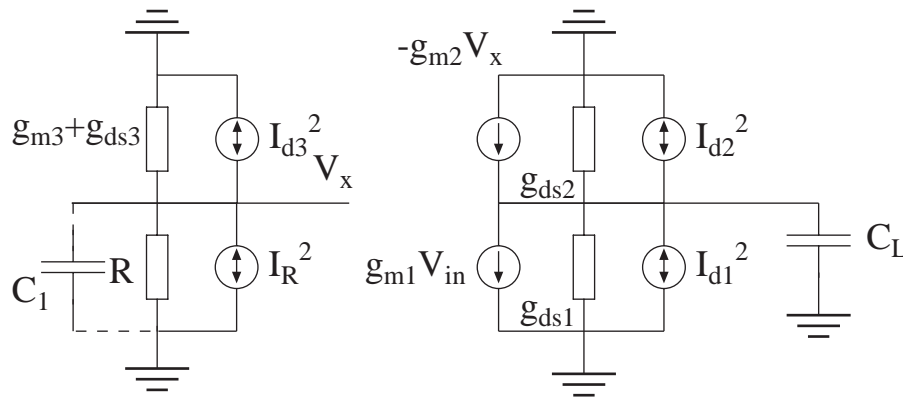 -g_{m2}V_x
g_{m3}+g_{ds3}
I_{d3}^2
I_{d2}^2
V_x
g_{ds2}
C_1
R
I_R^2
g_{m1}V_{in}
I_{d1}^2
C_L
g_{ds1}